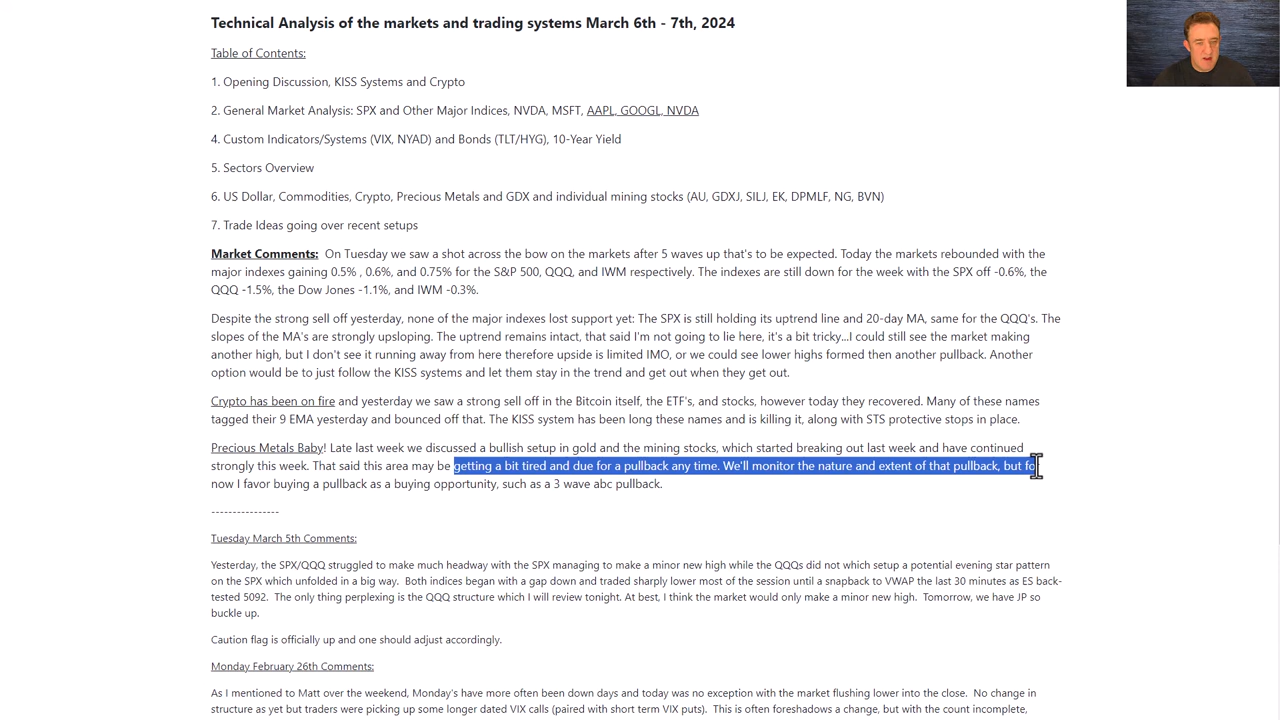 Technical Analysis of the markets and trading systems March 6th - 7th, 2024
Table of Contents:
1. Opening Discussion, KISS Systems and Crypto
2. General Market Analysis: SPX and Other Major Indices, NVDA, MSFT, AAPL, GOOGL, NVDA
4. Custom Indicators/Systems (VIX, NYAD) and Bonds (TLT/HYG), 10-Year Yield
5. Sectors Overview
6. US Dollar, Commodities, Crypto, Precious Metals and GDX and individual mining stocks (AU, GDXJ, SILJ, EK, DPMLF, NG, BVN)
7. Trade Ideas going over recent setups
Market Comments: On Tuesday we saw a shot across the bow on the markets after 5 waves up that's to be expected. Today the markets rebounded with the
major indexes gaining 0.5% , 0.6%, and 0.75% for the S&P 500, QQQ, and IWM respectively. The indexes are still down for the week with the SPX off -0.6%, the
QQQ -1.5%, the Dow Jones -1.1%, and IWM -0.3%.
Despite the strong sell off yesterday, none of the major indexes lost support yet: The SPX is still holding its uptrend line and 20-day MA, same for the QQQ's. The
slopes of the MA's are strongly upsloping. The uptrend remains intact, that said I'm not going to lie here, it's a bit tricky...I could still see the market making
another high, but I don't see it running away from here therefore upside is limited IMO, or we could see lower highs formed then another pullback. Another
option would be to just follow the KISS systems and let them stay in the trend and get out when they get out.
Crypto has been on fire and yesterday we saw a strong sell off in the Bitcoin itself, the ETF's, and stocks, however today they recovered. Many of these names
tagged their 9 EMA yesterday and bounced off that. The KISS system has been long these names and is killing it, along with STS protective stops in place.
Precious Metals Baby! Late last week we discussed a bullish setup in gold and the mining stocks, which started breaking out last week and have continued
strongly this week. That said this area may be getting a bit tired and due for a pullback any time. We'll monitor the nature and extent of that pullback, but for
now I favor buying a pullback as a buying opportunity, such as a 3 wave abc pullback.
----------------
Tuesday March 5th Comments:
Yesterday, the SPX/QQQ struggled to make much headway with the SPX managing to make a minor new high while the QQQs did not which setup a potential evening star pattern
on the SPX which unfolded in a big way. Both indices began with a gap down and traded sharply lower most of the session until a snapback to VWAP the last 30 minutes as ES back-
tested 5092. The only thing perplexing is the QQQ structure which I will review tonight. At best, I think the market would only make a minor new high. Tomorrow, we have JP so
buckle up.
Caution flag is officially up and one should adjust accordingly.
Monday February 26th Comments:
As I mentioned to Matt over the weekend, Monday's have more often been down days and today was no exception with the market flushing lower into the close. No change in
structure as yet but traders were picking up some longer dated VIX calls (paired with short term VIX puts). This is often foreshadows a change, but with the count incomplete,